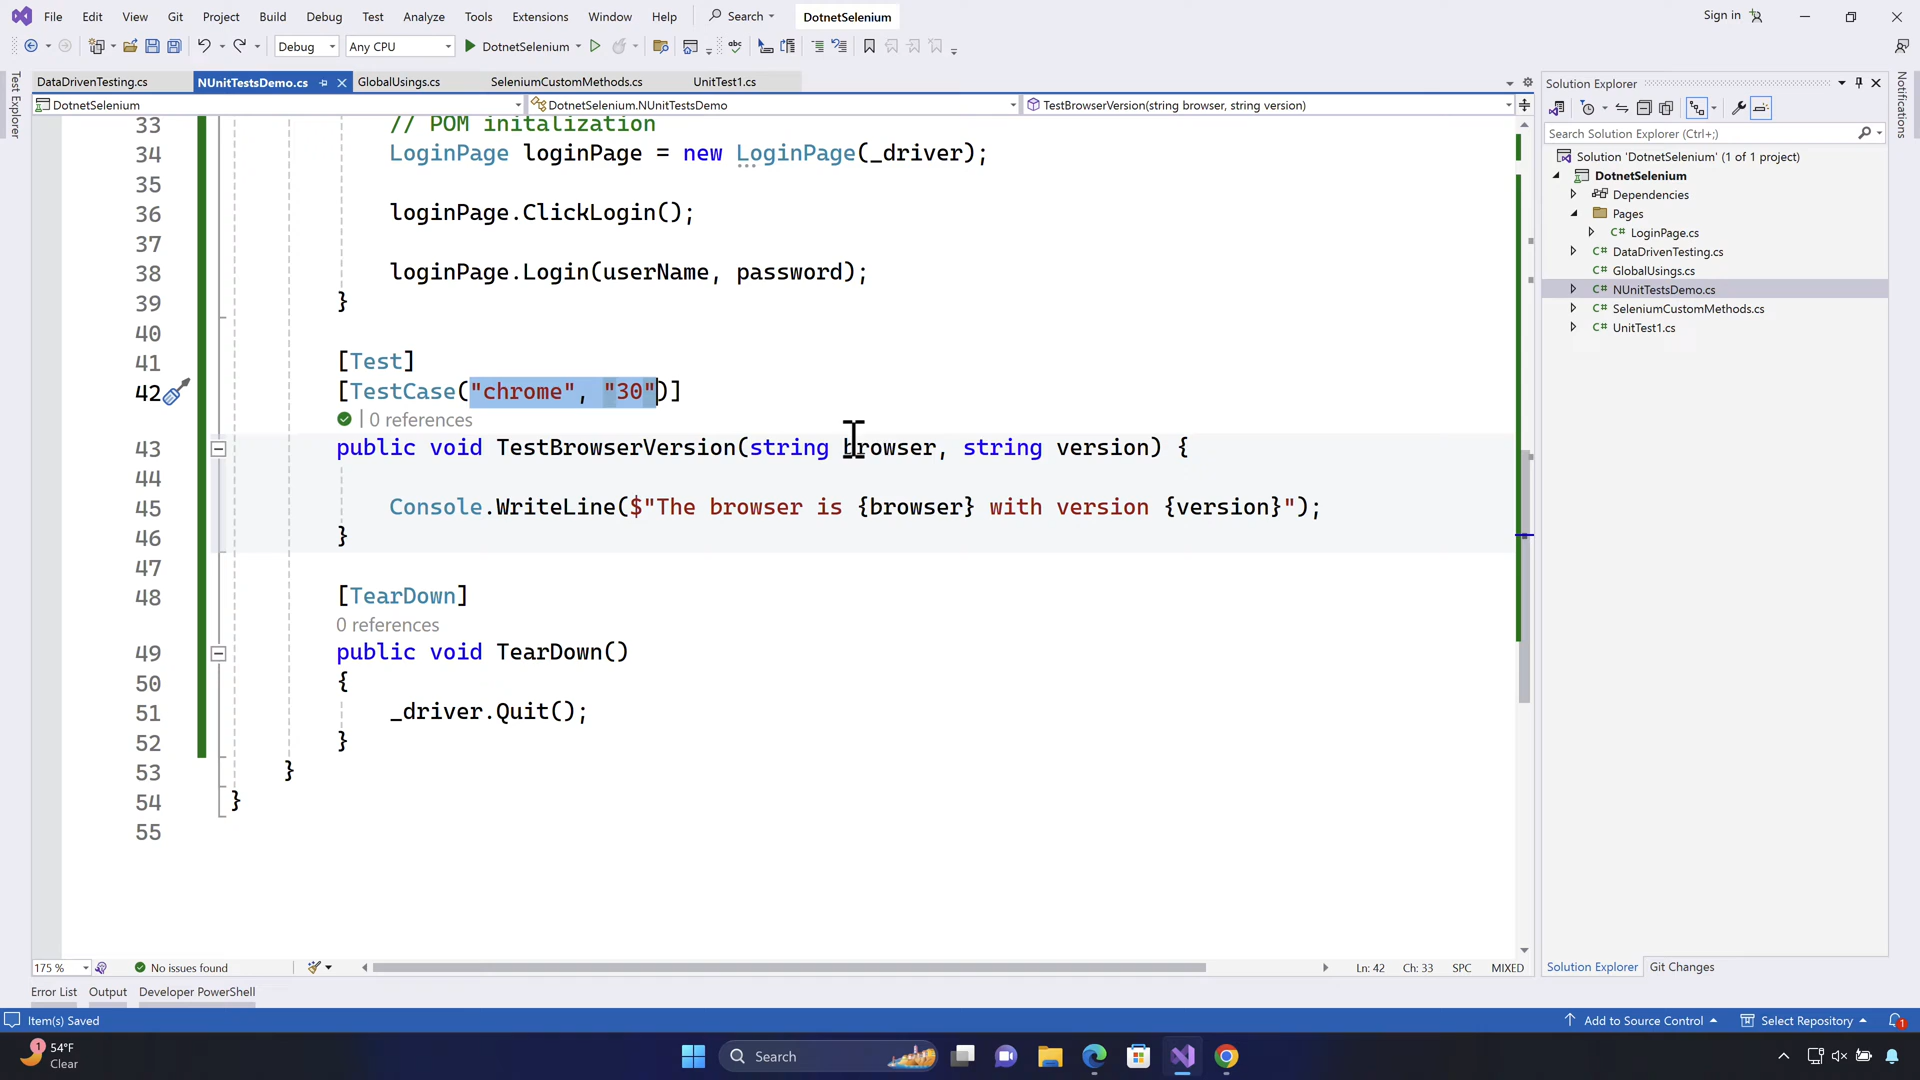 File Edit View Git Project Build Debug Test Analyze Tools Extensions Window Help Search DotnetSelenium Sign in
Debug Any CPU DotnetSelenium
DataDrivenTesting.cs NUnitTestsDemo.cs GlobalUsings.cs SeleniumCustomMethods.cs UnitTest1.cs
DotnetSelenium DotnetSelenium.NUnitTestsDemo TestBrowserVersion(string browser, string version)
Test Explorer
33 // POM initalization
34 LoginPage loginPage = new LoginPage(_driver);
35
36 loginPage.ClickLogin();
37
38 loginPage.Login(userName, password);
39 }
40
41 [Test]
42 [TestCase("chrome", "30")]
| 0 references
43 public void TestBrowserVersion(string browser, string version) {
44
45 Console.WriteLine($"The browser is {browser} with version {version}");
46 }
47
48 [TearDown]
0 references
49 public void TearDown()
50 {
51 _driver.Quit();
52 }
53 }
54 }
55
175 % No issues found Ln: 42 Ch: 33 SPC MIXED
Solution Explorer
Search Solution Explorer (Ctrl+;)
Solution 'DotnetSelenium' (1 of 1 project)
DotnetSelenium
Dependencies
Pages
C# LoginPage.cs
C# DataDrivenTesting.cs
C# GlobalUsings.cs
C# NUnitTestsDemo.cs
C# SeleniumCustomMethods.cs
C# UnitTest1.cs
Notifications
Solution Explorer Git Changes
Error List Output Developer PowerShell
Item(s) Saved Add to Source Control Select Repository 1
1 54°F
Clear
Search